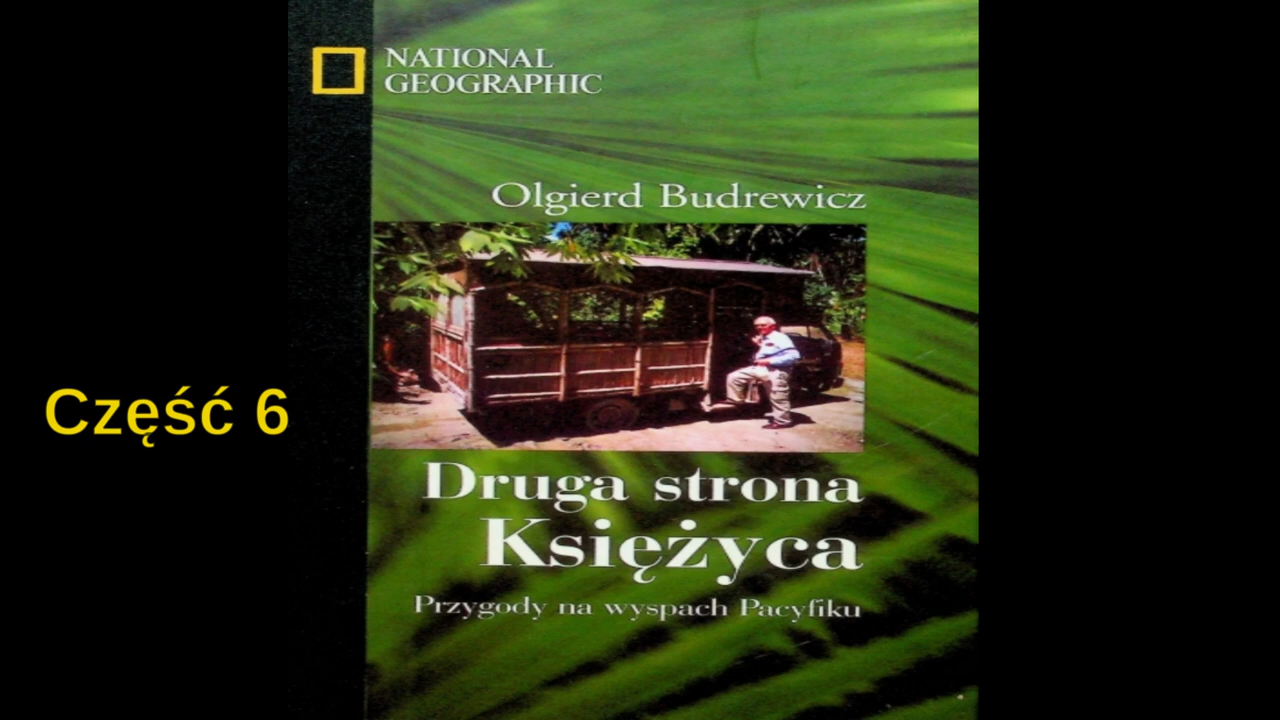 NATIONAL
GEOGRAPHIC
Olgierd Budrewicz
Część 6
Druga strona
Księżyca
Przygody na wyspach Pacyfiku